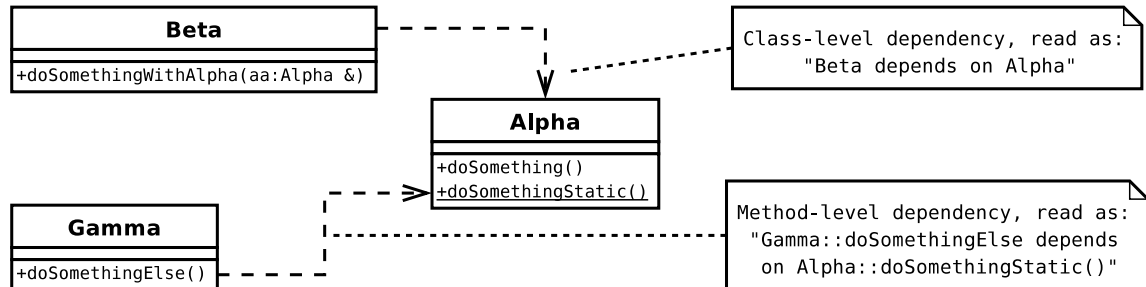 Beta
+doSomethingWithAlpha(aa:Alpha &)
Class-level dependency, read as:
"Beta depends on Alpha"
Alpha
+doSomething()
+doSomethingStatic()
Gamma
+doSomethingElse()
Method-level dependency, read as:
"Gamma::doSomethingElse depends
on Alpha::doSomethingStatic()"